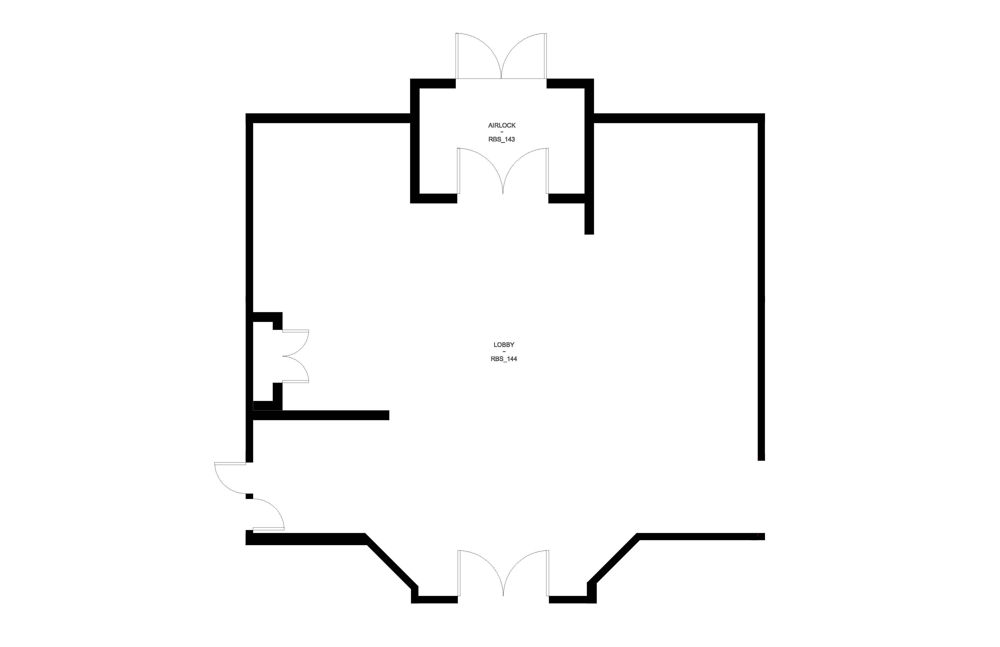 AIRLOCK
-
RBS_143
LOBBY
-
RBS_144